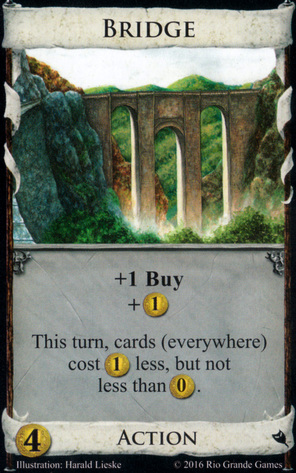 BRIDGE
+1 Buy
+1
This turn, cards (everywhere)
cost 1 less, but not
less than 0.
4 ACTION
Illustration: Harald Lieske © 2016 Rio Grande Games